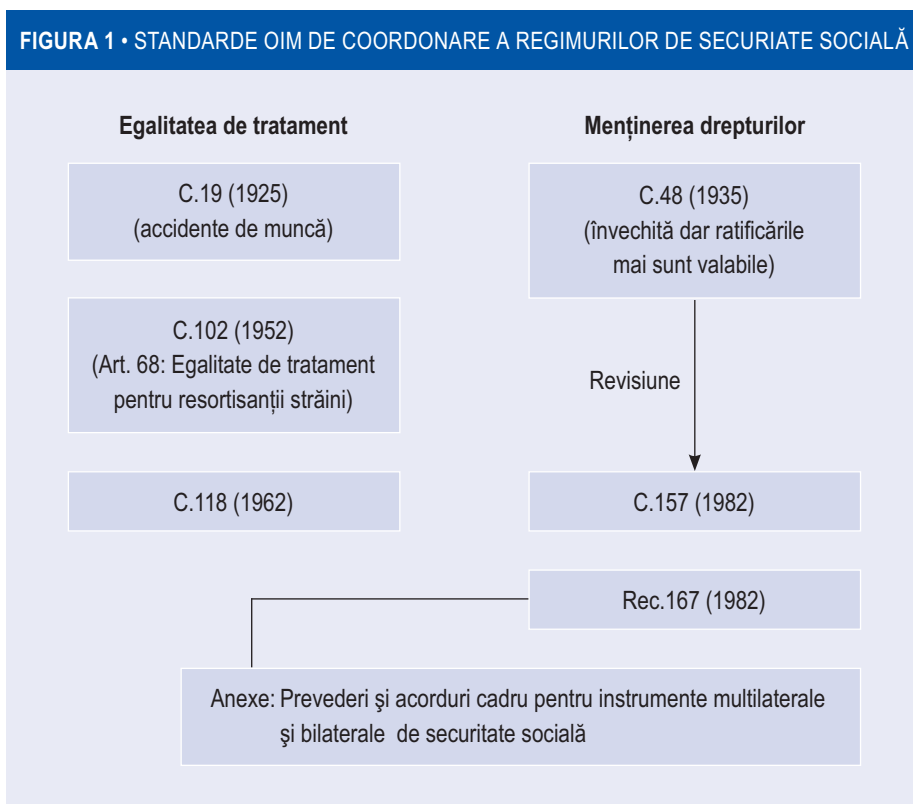 FIGURA 1 • STANDARDE OIM DE COORDONARE A REGIMURILOR DE SECURIATE SOCIALĂ
Egalitatea de tratament
C.19 (1925)
(accidente de muncă)
C.102 (1952)
(Art. 68: Egalitate de tratament
pentru resortisanții străini)
C.118 (1962)
Menținerea drepturilor
C.48 (1935)
(învechită dar ratificările
mai sunt valabile)
Revisiune
C.157 (1982)
Rec.167 (1982)
Anexe: Prevederi şi acorduri cadru pentru instrumente multilaterale
şi bilaterale de securitate socială